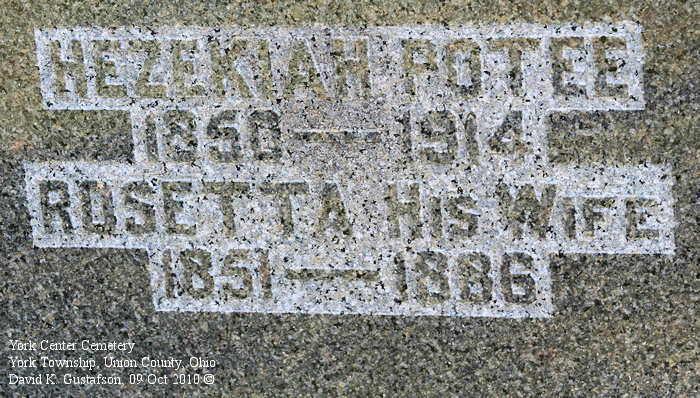 HEZEKIAH POTEE
1850 — 1914
ROSETTA HIS WIFE
1851 — 1886
York Center Cemetery
York Township, Union County, Ohio
David K. Gustafson, 09 Oct 2010 ©